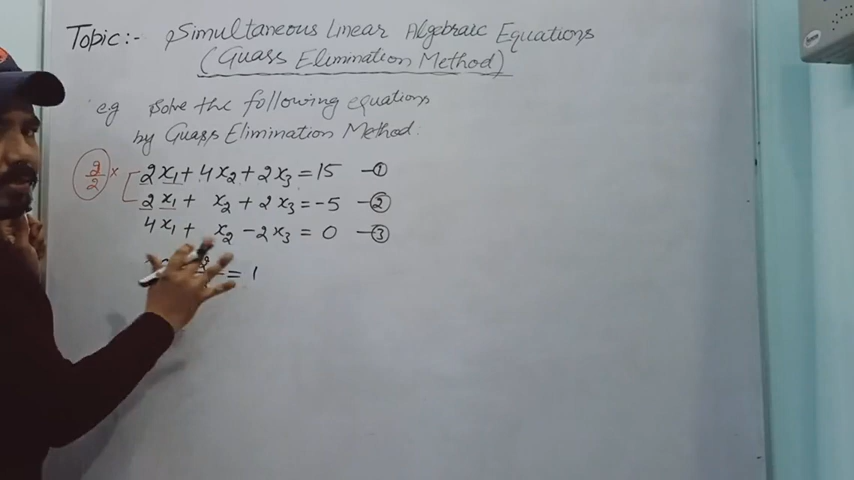 Topic:- Simultaneous Linear Algebraic Equations
(Guass Elimination Method)
eg Solve the following equations
by Guass Elimination Method.
2/2 × 2x₁ + 4x₂ + 2x₃ = 15 —①
2x₁ + x₂ + 2x₃ = -5 —②
4x₁ + x₂ - 2x₃ = 0 —③
= 1